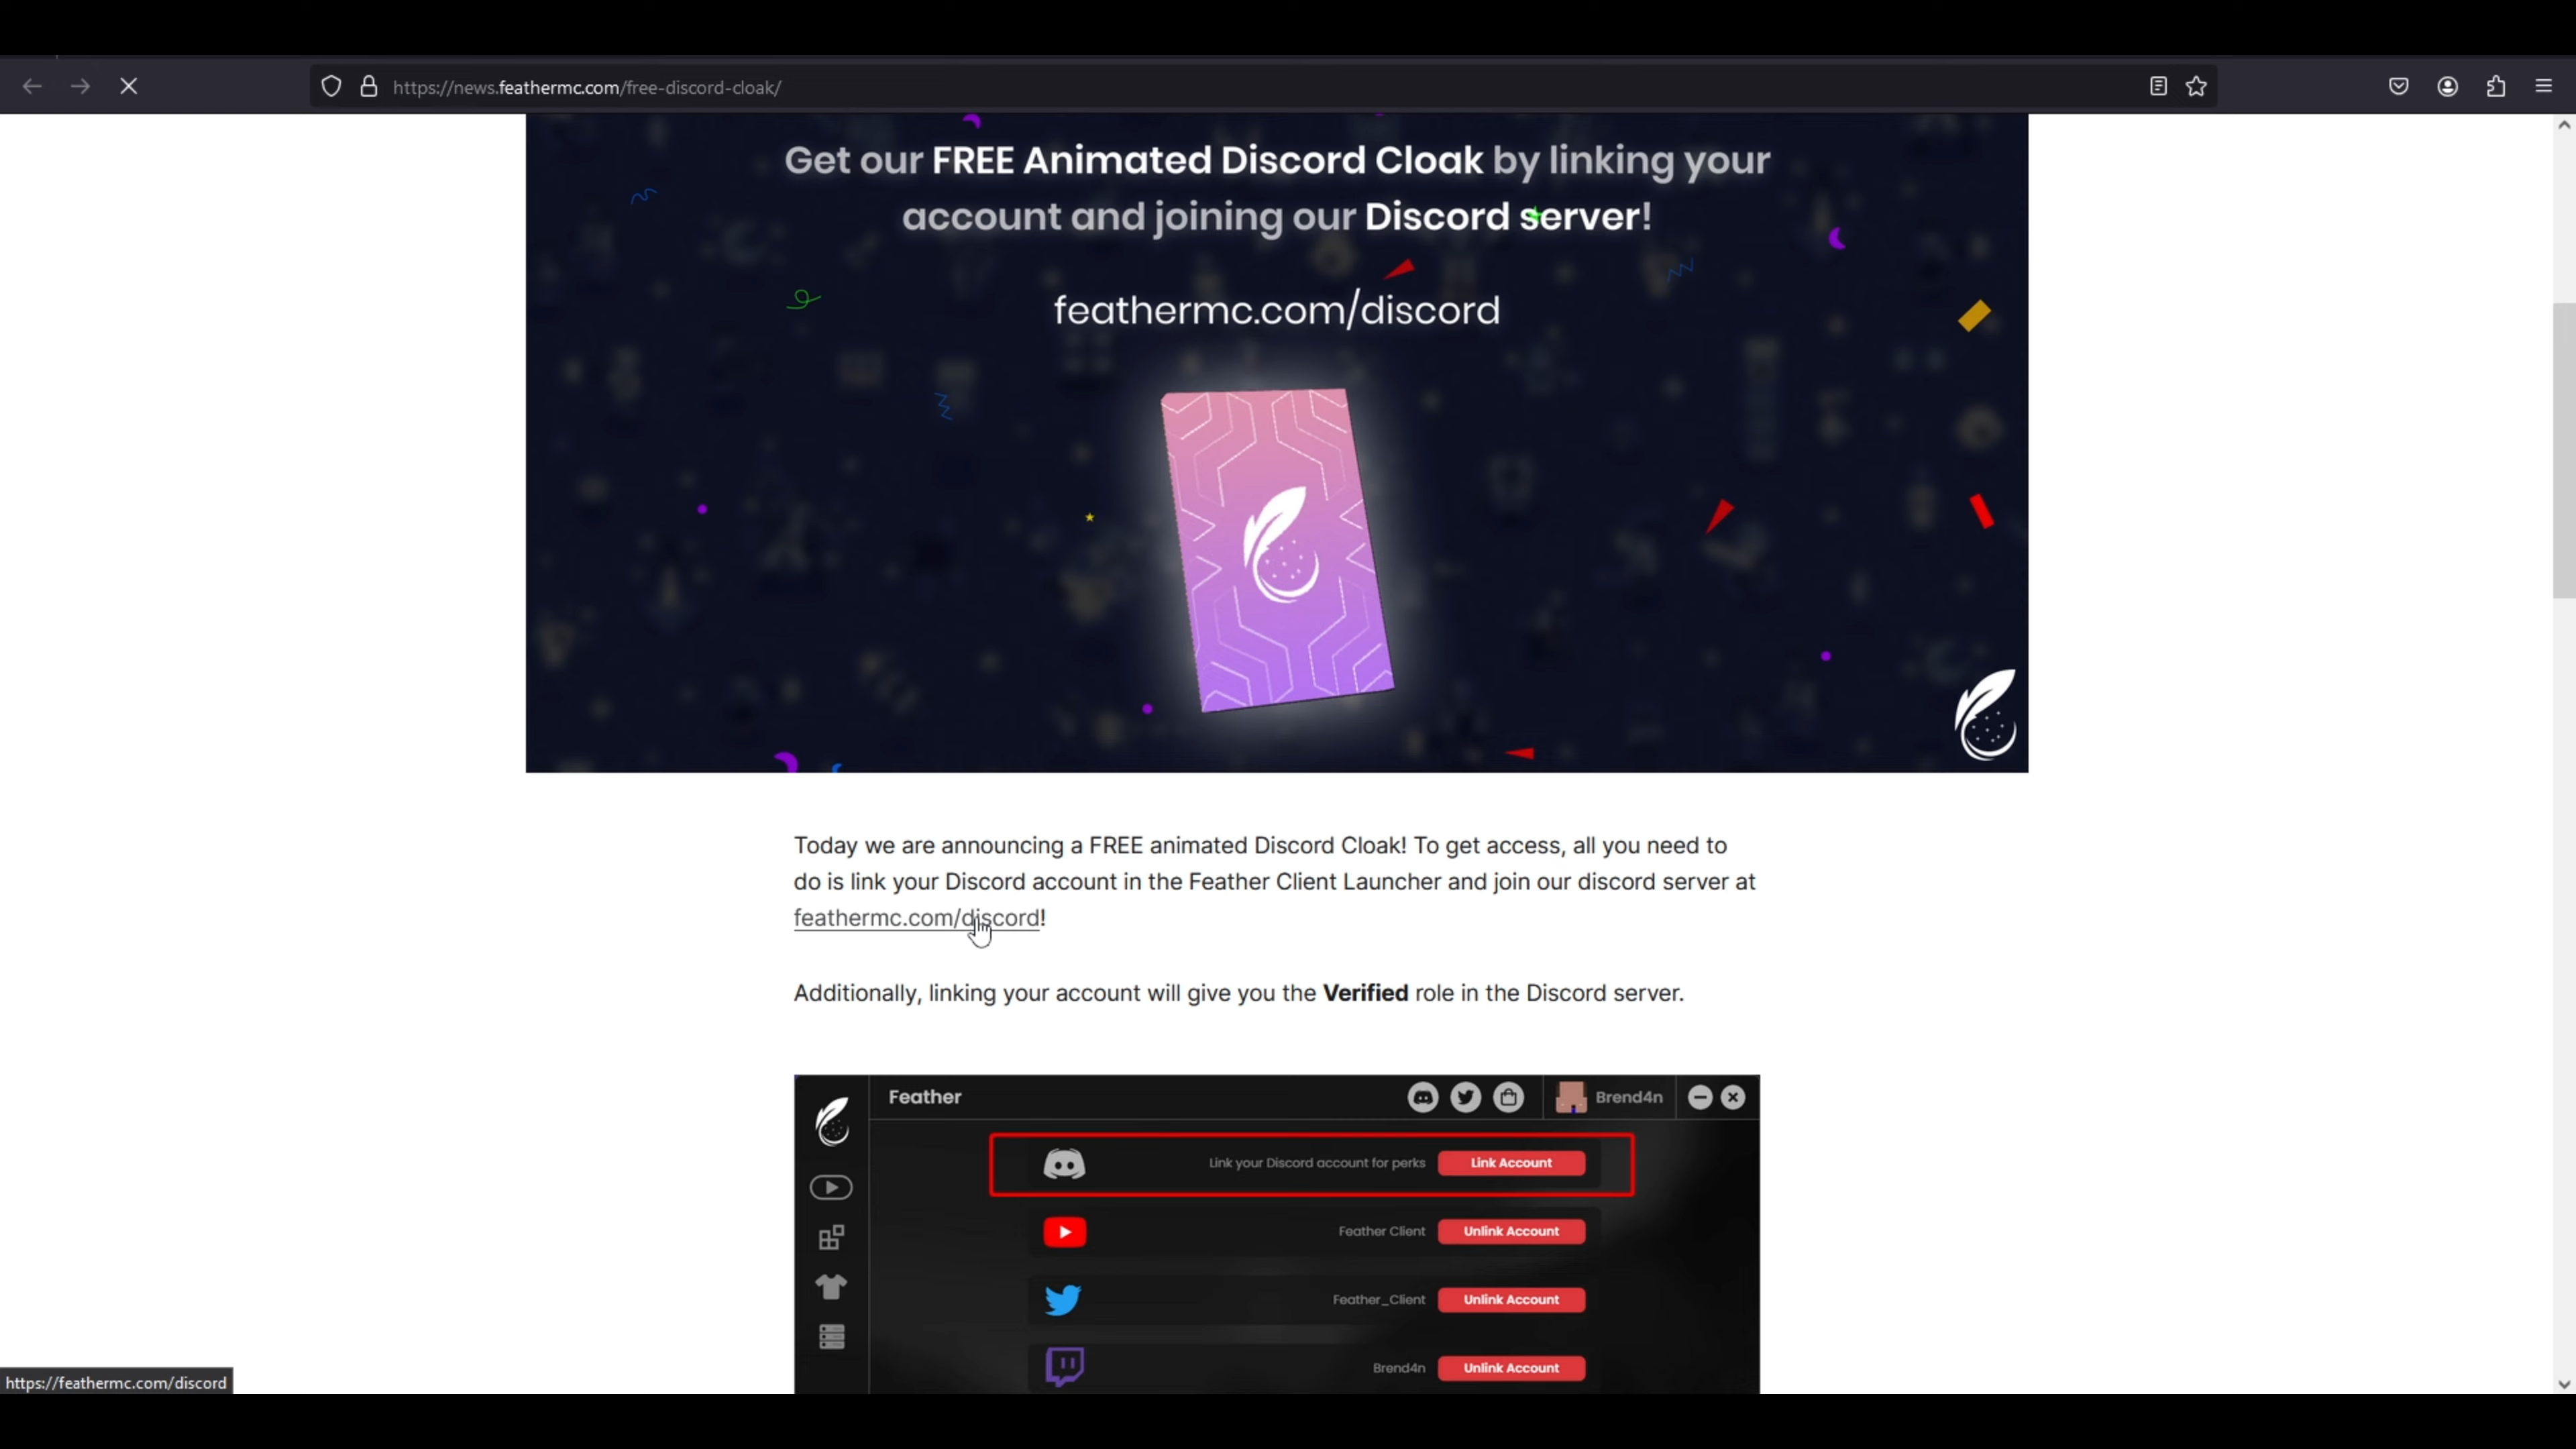 https://news.feathermc.com/free-discord-cloak/
Get our FREE Animated Discord Cloak by linking your
account and joining our Discord server!
feathermc.com/discord
Today we are announcing a FREE animated Discord Cloak! To get access, all you need to
do is link your Discord account in the Feather Client Launcher and join our discord server at
feathermc.com/discord!
Additionally, linking your account will give you the Verified role in the Discord server.
Feather
Brend4n
Link your Discord account for perks
Link Account
Feather Client
Unlink Account
Feather_Client
Unlink Account
Brend4n
Unlink Account
https://feathermc.com/discord